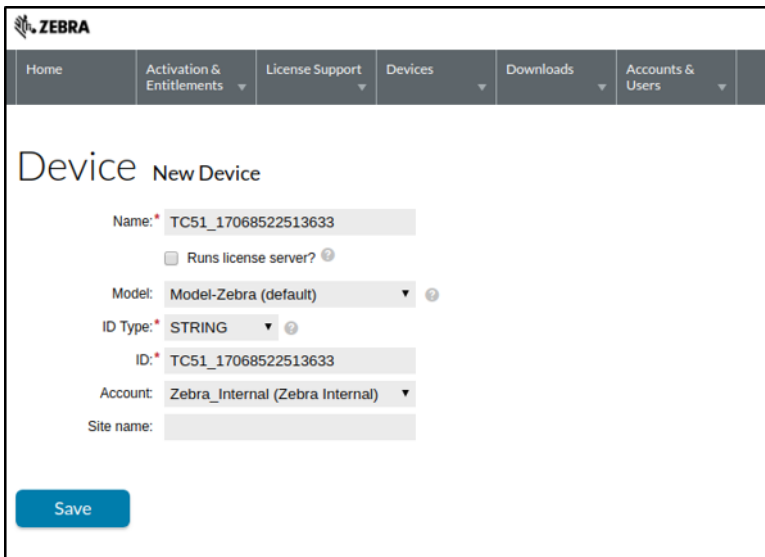 ZEBRA
Home
Activation & Entitlements
License Support
Devices
Downloads
Accounts & Users
Device New Device
Name:* TC51_17068522513633
Runs license server? ?
Model: Model-Zebra (default) ?
ID Type:* STRING ?
ID:* TC51_17068522513633
Account: Zebra_Internal (Zebra Internal)
Site name:
Save